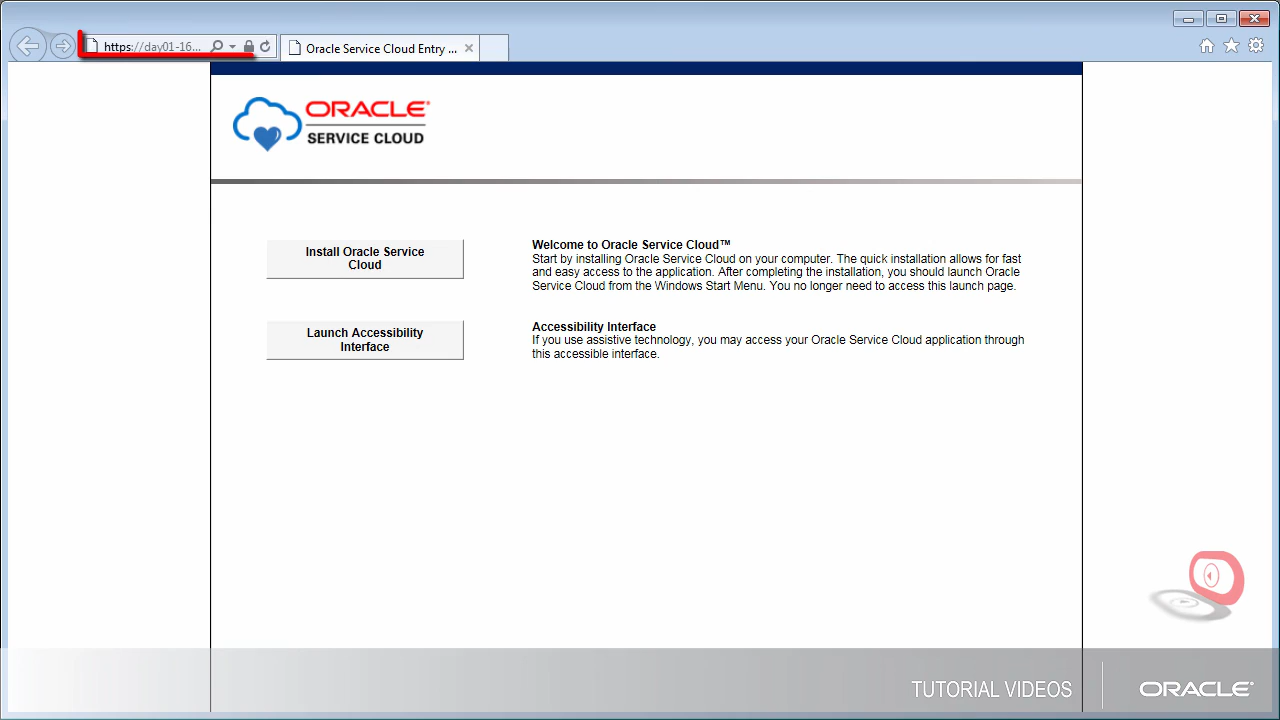 https://day01-16...
Oracle Service Cloud Entry ...
ORACLE®
SERVICE CLOUD
Install Oracle Service
Cloud
Welcome to Oracle Service Cloud™
Start by installing Oracle Service Cloud on your computer. The quick installation allows for fast
and easy access to the application. After completing the installation, you should launch Oracle
Service Cloud from the Windows Start Menu. You no longer need to access this launch page.
Launch Accessibility
Interface
Accessibility Interface
If you use assistive technology, you may access your Oracle Service Cloud application through
this accessible interface.
TUTORIAL VIDEOS
ORACLE®